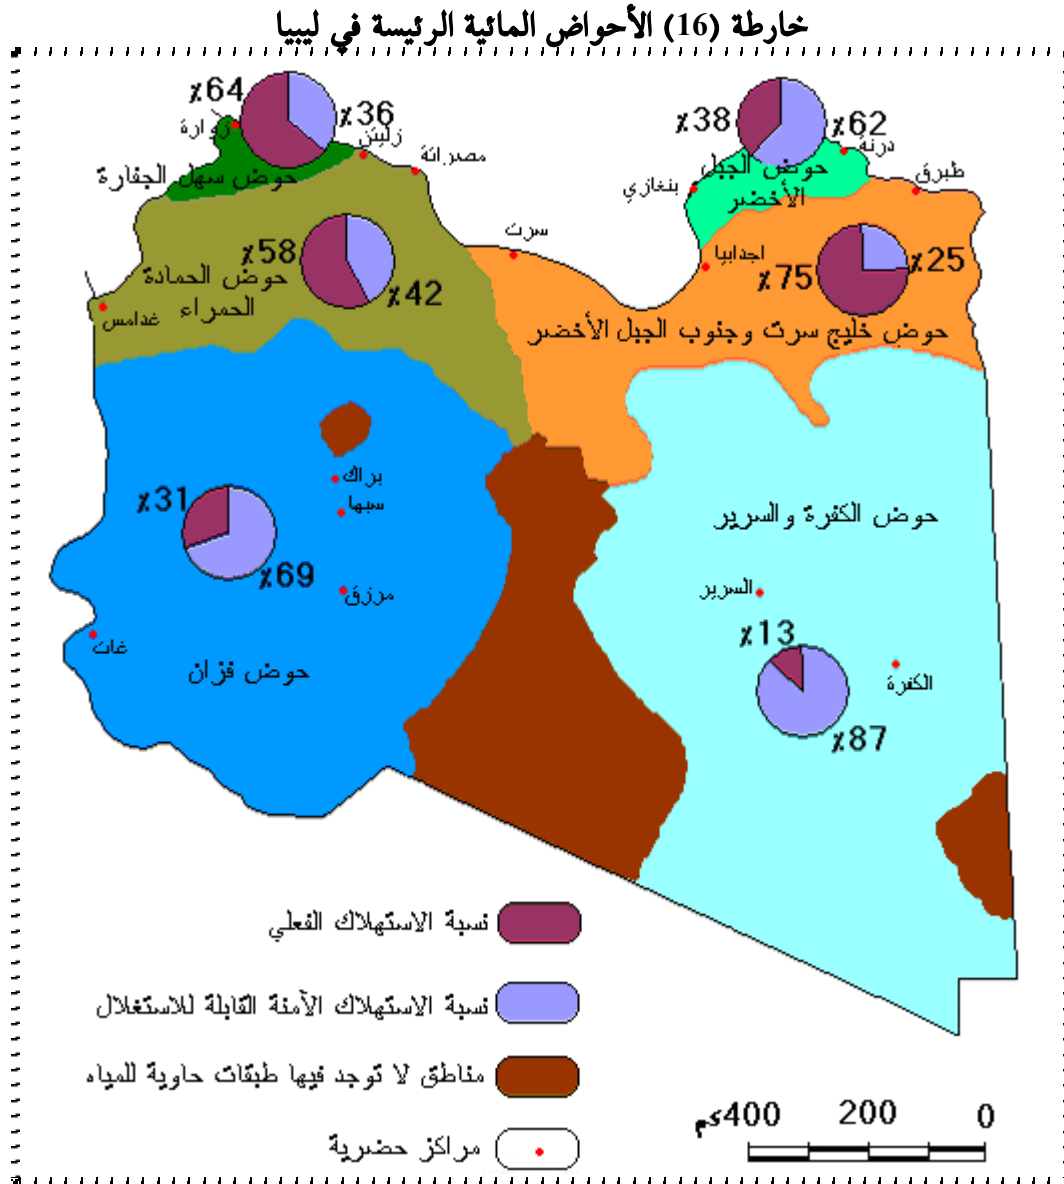 خارطة (16) الأحواض المائية الرئيسة في ليبيا
%64
%36
زوارة
زليتن
مصراتة
حوض سهل الجفارة
%38
%62
درنة
طبرق
بنغازي
حوض الجبل
الأخضر
سرت
اجدابيا
%58
%42
حوض الحمادة
الحمراء
غدامس
%75
%25
حوض خليج سرت وجنوب الجبل الأخضر
براك
سبها
%31
%69
مرزق
غات
حوض فزان
حوض الكفرة والسرير
السرير
%13
الكفرة
%87
نسبة الاستهلاك الفعلي
نسبة الاستهلاك الآمنة القابلة للاستغلال
مناطق لا توجد فيها طبقات حاوية للمياه
مراكز حضرية
0 200 400كم